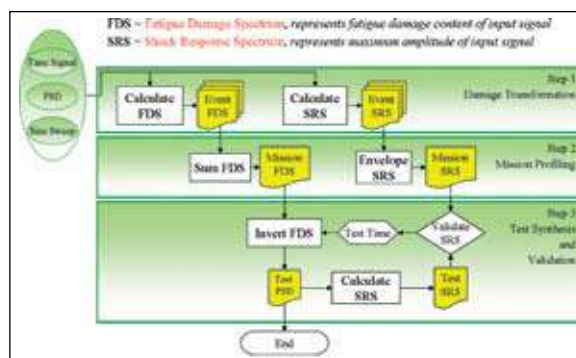 FDS = Fatigue Damage Spectrum, represents fatigue damage content of input signal
SRS = Shock Response Spectrum, represents maximum amplitude of input signal
Time Signal
PSD
Sine Sweep
Step 1
Damage Transformation
Calculate
FDS
Event
FDS
Calculate
SRS
Event
SRS
Step 2
Mission Profiling
Sum FDS
Mission
FDS
Envelope
SRS
Mission
SRS
Step 3
Test Synthesis
and
Validation
Invert FDS
Test Time
Validate
SRS
Test
PSD
Calculate
SRS
Test
SRS
End